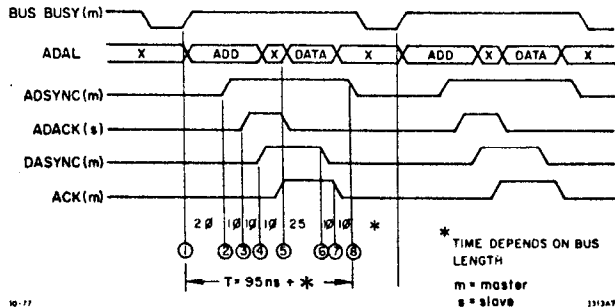 BUS BUSY(m)
ADAL X ADD X DATA X ADD X DATA X
ADSYNC(m)
ADACK(s)
DASYNC(m)
ACK(m)
20 10 10 10 25 10 10 *
1 2 3 4 5 6 7 8
T = 95ns + *
* TIME DEPENDS ON BUS
LENGTH
m = master
s = slave
10-77